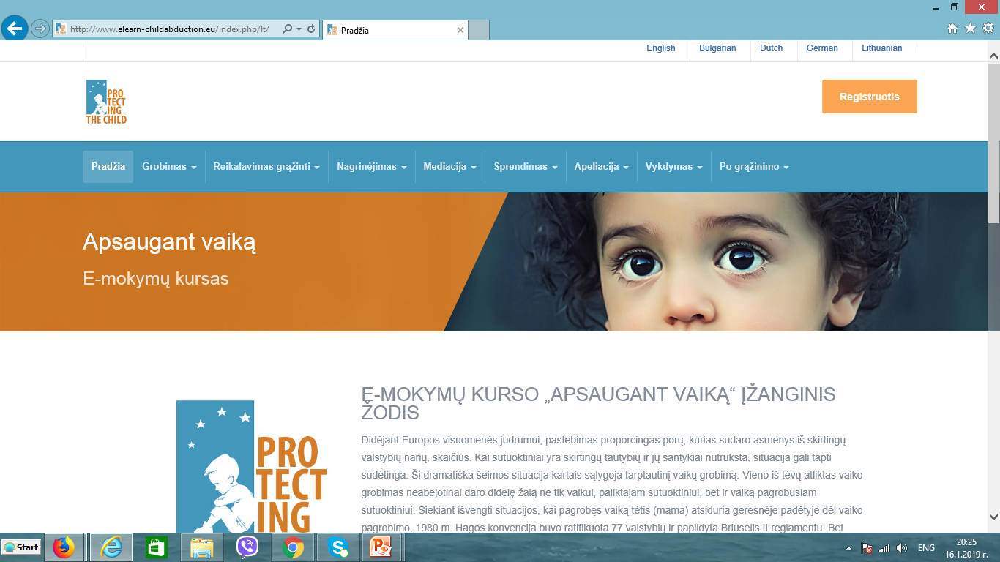 http://www.elearn-childabduction.eu/index.php/lt/
Pradžia
English
Bulgarian
Dutch
German
Lithuanian
PRO
TECT
ING
THE CHILD
Registruotis
Pradžia
Grobimas
Reikalavimas grąžinti
Nagrinėjimas
Mediacija
Sprendimas
Apeliacija
Vykdymas
Po grąžinimo
Apsaugant vaiką
E-mokymų kursas
E-MOKYMŲ KURSO „APSAUGANT VAIKĄ“ ĮŽANGINIS
ŽODIS
PRO
TECT
ING
Didėjant Europos visuomenės judrumui, pastebimas proporcingas porų, kurias sudaro asmenys iš skirtingų
valstybių narių, skaičius. Kai sutuoktiniai yra skirtingų tautybių ir jų santykiai nutrūksta, situacija gali tapti
sudėtinga. Ši dramatiška šeimos situacija kartais sąlygoja tarptautinį vaikų grobimą. Vieno iš tėvų atliktas vaiko
grobimas neabejotinai daro didelę žalą ne tik vaikui, paliktajam sutuoktiniui, bet ir vaiką pagrobusiam
sutuoktiniui. Siekiant išvengti situacijos, kai pagrobęs vaiką tėtis (mama) atsiduria geresnėje padėtyje dėl vaiko
pagrobimo, 1980 m. Hagos konvencija buvo ratifikuota 77 valstybių ir papildyta Briuselis II reglamentu. Bet
Start
ENG
20:25
16.1.2019 г.